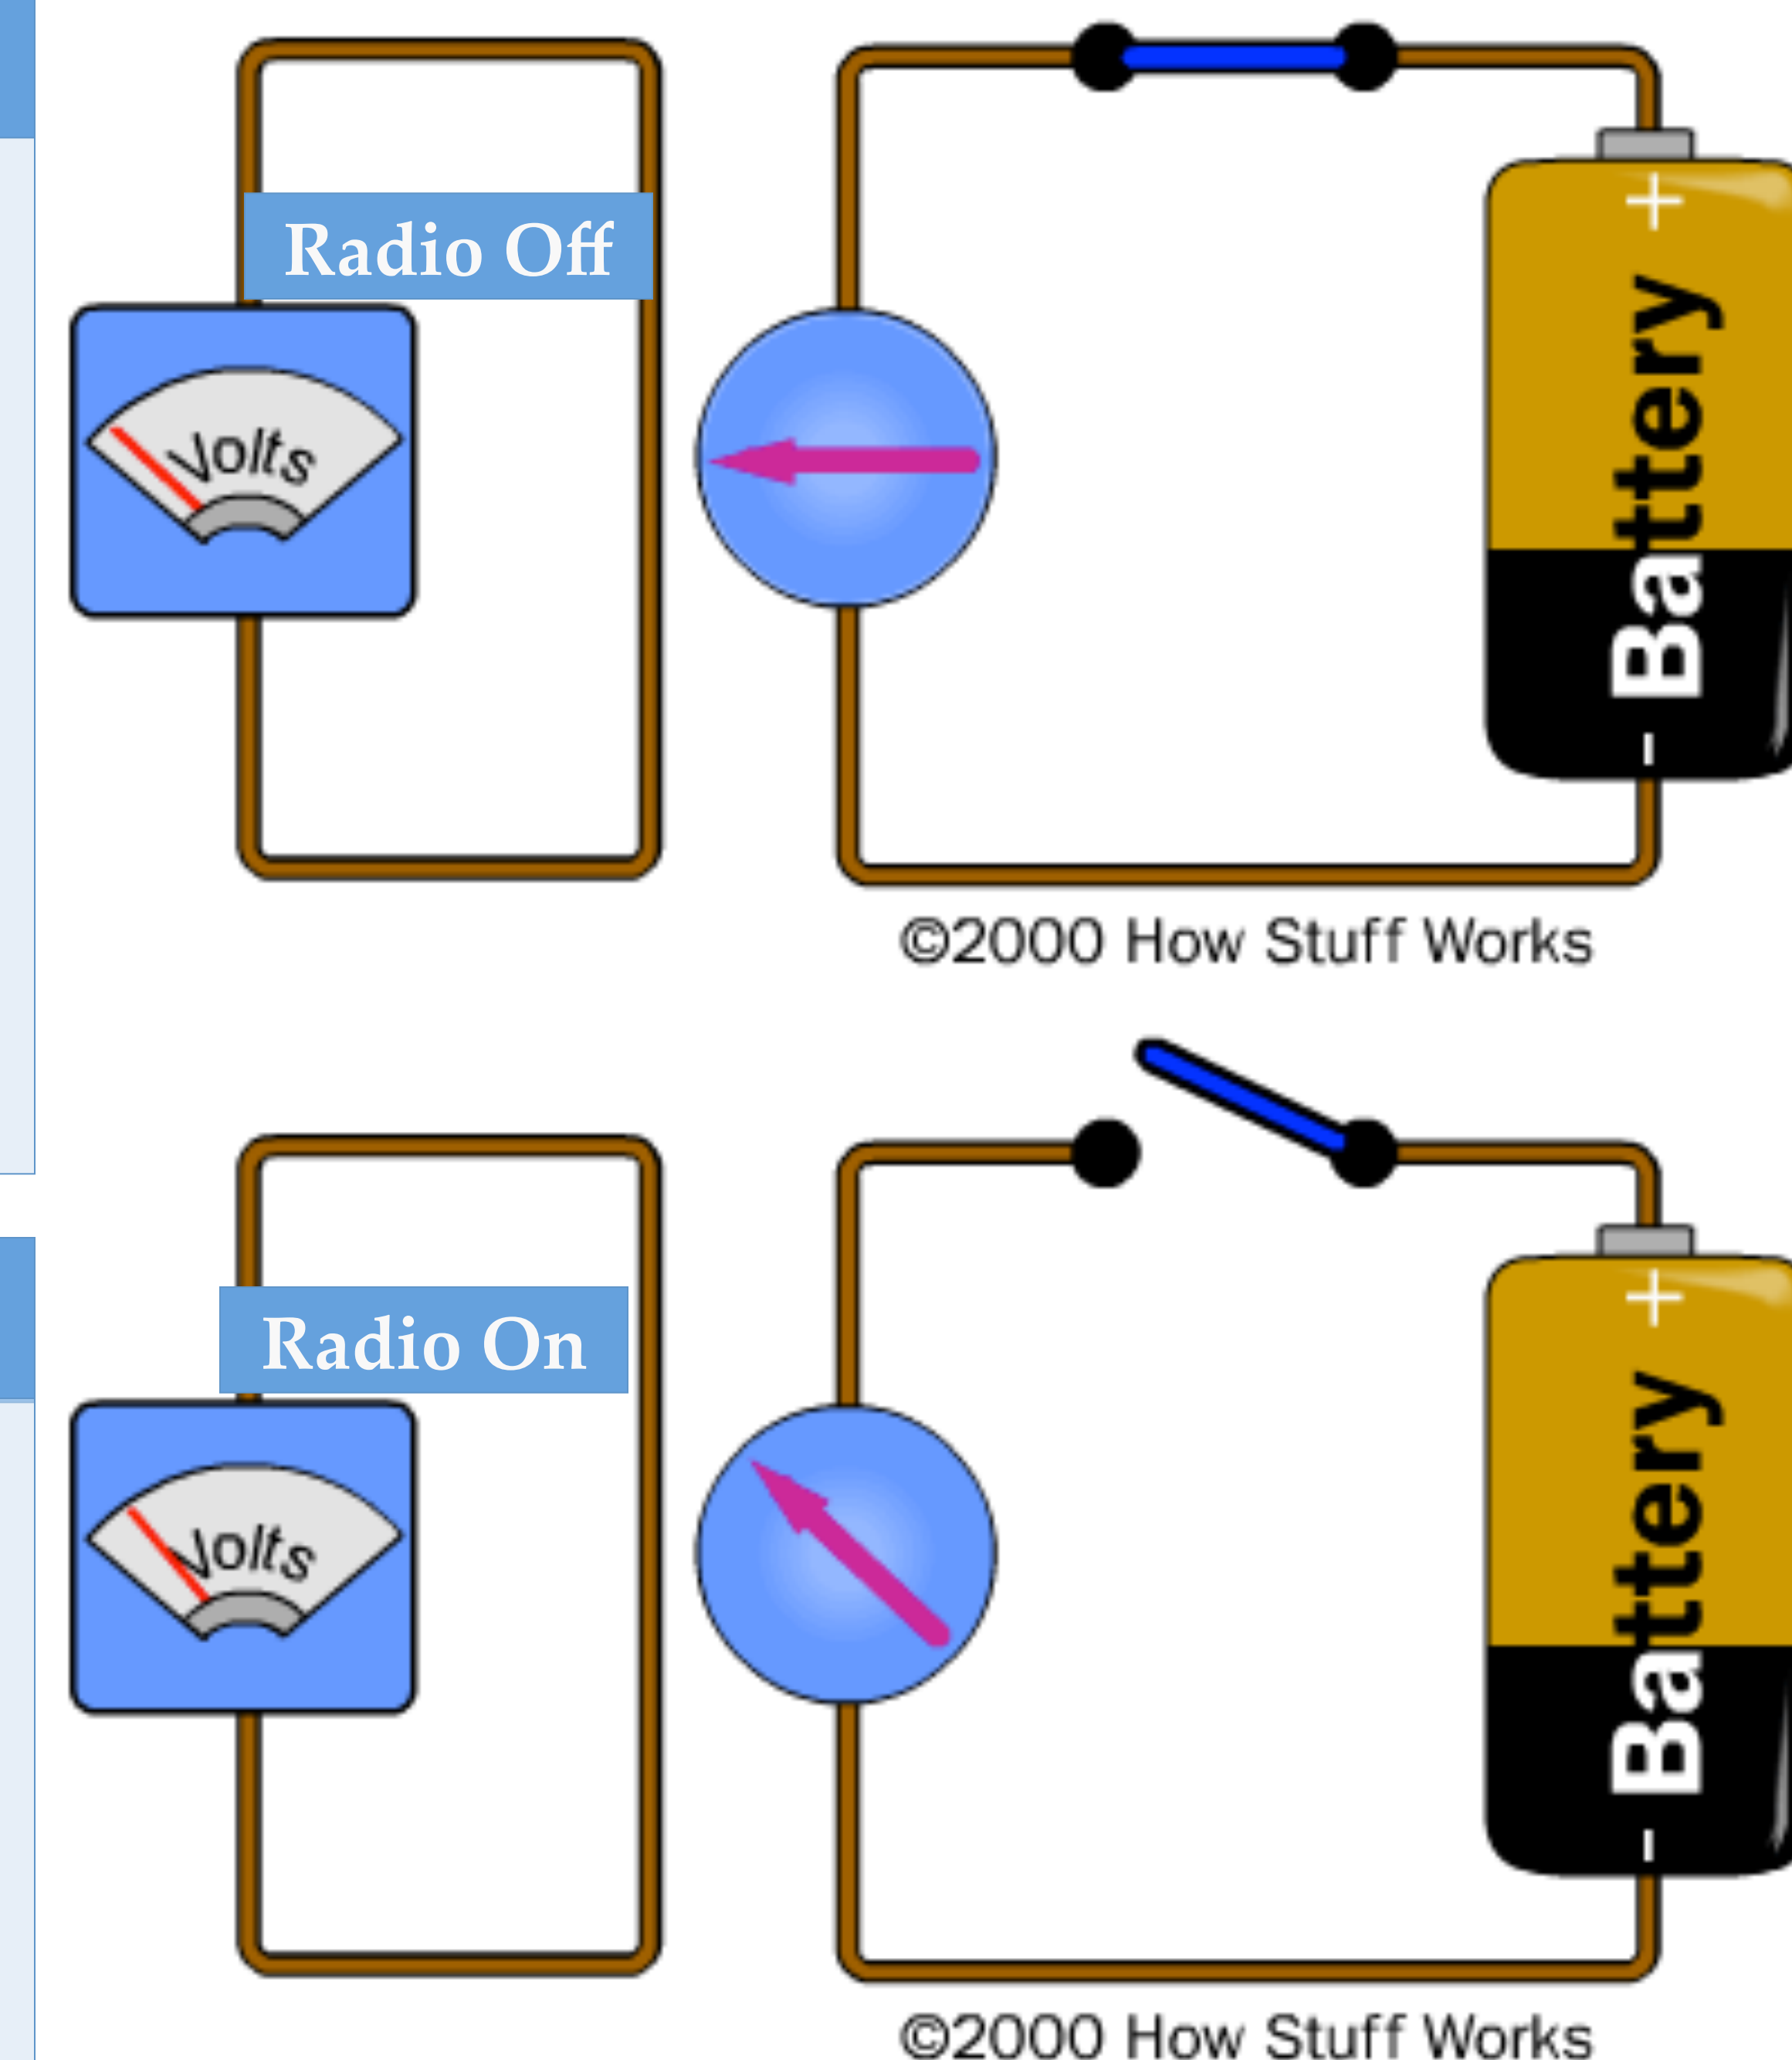 Radio Off
Volts
+
Battery
-
©2000 How Stuff Works
Radio On
Volts
+
Battery
-
©2000 How Stuff Works